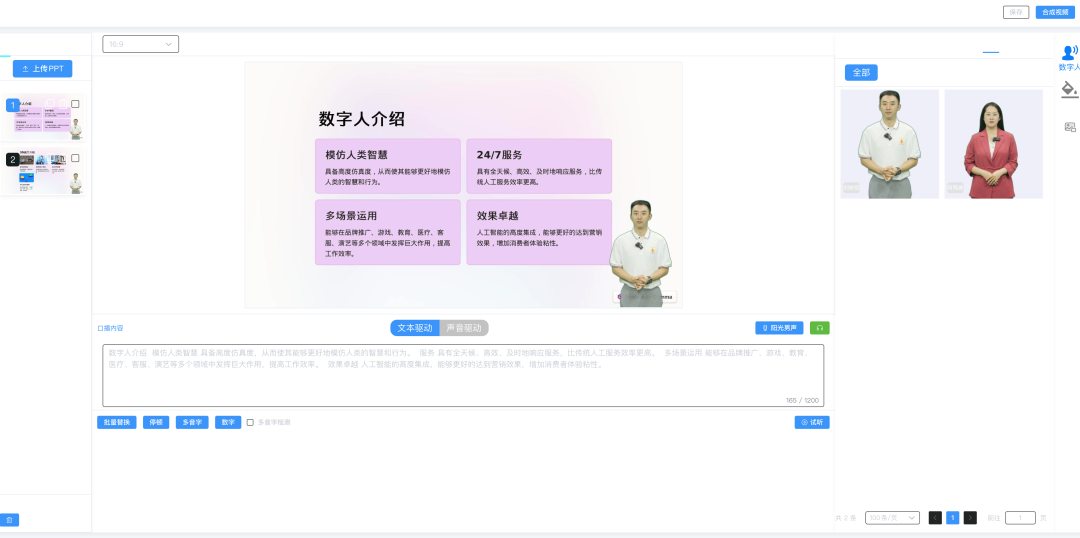 保存
合成视频
16:9
上传PPT
1
2
数字人介绍
模仿人类智慧
具备高度仿真度，从而使其能够更好地模仿
人类的智慧和行为。
24/7服务
具有全天候、高效、及时地响应服务，比传
统人工服务效率更高。
多场景运用
能够在品牌推广、游戏、教育、医疗、客
服、演艺等多个领域中发挥巨大作用，提高
工作效率。
效果卓越
人工智能的高度集成，能够更好的达到营销
效果，增加消费者体验粘性。
全部
数字人
口播内容
文本驱动
声音驱动
阳光男声
数字人介绍 模仿人类智慧 具备高度仿真度，从而使其能够更好地模仿人类的智慧和行为。 服务 具有全天候、高效、及时地响应服务，比传统人工服务效率更高。 多场景运用 能够在品牌推广、游戏、教育、
医疗、客服、演艺等多个领域中发挥巨大作用，提高工作效率。 效果卓越 人工智能的高度集成，能够更好的达到营销效果，增加消费者体验粘性。
165 / 1200
批量替换
停顿
多音字
数字
多音字检测
试听
共 2 条
100条/页
1
前往
1
页